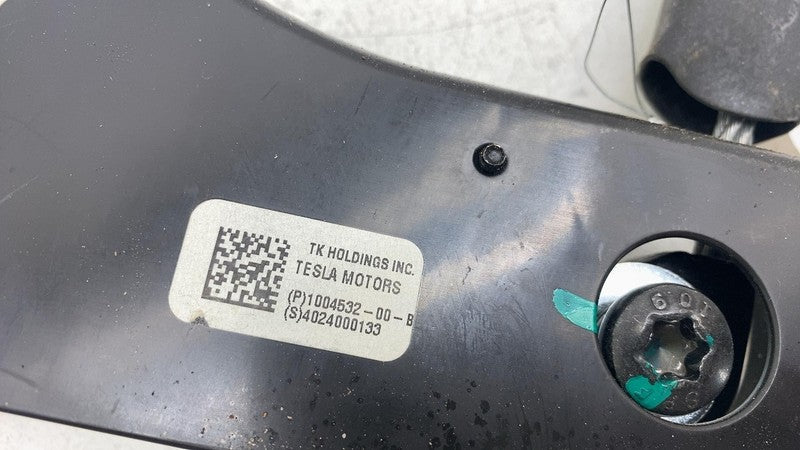 TK HOLDINGS INC.
TESLA MOTORS
(P)1004532-00-B
(S)4024000133